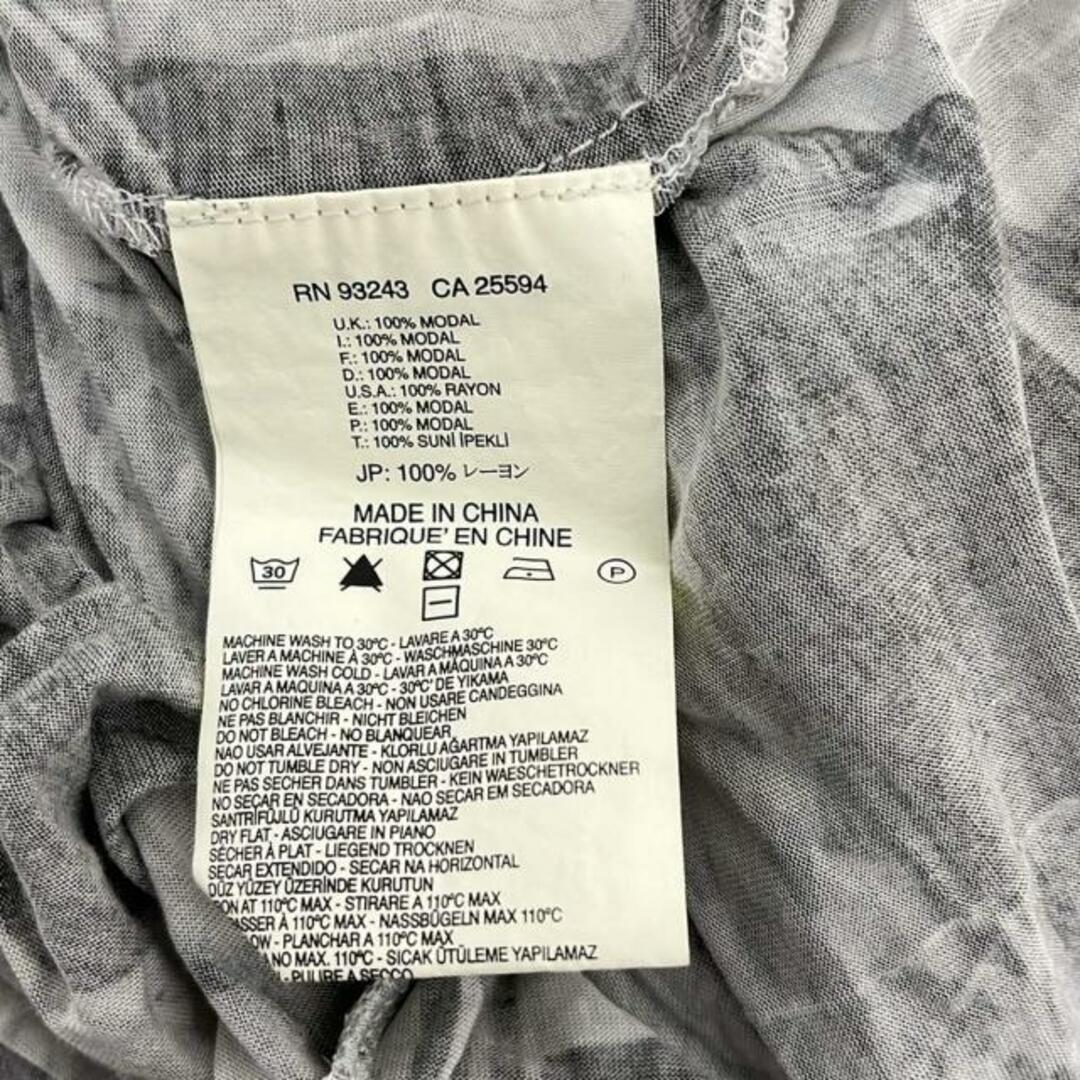 RN 93243 CA 25594
U.K.: 100% MODAL
I.: 100% MODAL
F.: 100% MODAL
D.: 100% MODAL
U.S.A.: 100% RAYON
E.: 100% MODAL
P.: 100% MODAL
T.: 100% SUNİ İPEKLİ
JP: 100% レーヨン
MADE IN CHINA
FABRIQUE' EN CHINE
30 P
MACHINE WASH TO 30°C - LAVARE A 30°C
LAVER A MACHINE À 30°C - WASCHMASCHINE 30°C
MACHINE WASH COLD - LAVAR A MÁQUINA A 30°C
LAVAR A MAQUINA A 30°C - 30°C' DE YIKAMA
NO CHLORINE BLEACH - NON USARE CANDEGGINA
NE PAS BLANCHIR - NICHT BLEICHEN
DO NOT BLEACH - NO BLANQUEAR
NAO USAR ALVEJANTE - KLORLU AĞARTMA YAPILAMAZ
DO NOT TUMBLE DRY - NON ASCIUGARE IN TUMBLER
NE PAS SECHER DANS TUMBLER - KEIN WAESCHETROCKNER
NO SECAR EN SECADORA - NAO SECAR EM SECADORA
SANTRİFÜJLÜ KURUTMA YAPILAMAZ
DRY FLAT - ASCIUGARE IN PIANO
SÉCHER À PLAT - LIEGEND TROCKNEN
SECAR EXTENDIDO - SECAR NA HORIZONTAL
DÜZ YÜZEY ÜZERİNDE KURUTUN
ON AT 110°C MAX - STIRARE A 110°C MAX
ASSER À 110°C MAX - NASSBÜGELN MAX 110°C
OW - PLANCHAR A 110°C MAX
NO MAX. 110°C - SICAK ÜTÜLEME YAPILAMAZ
- PULIRE A SECCO